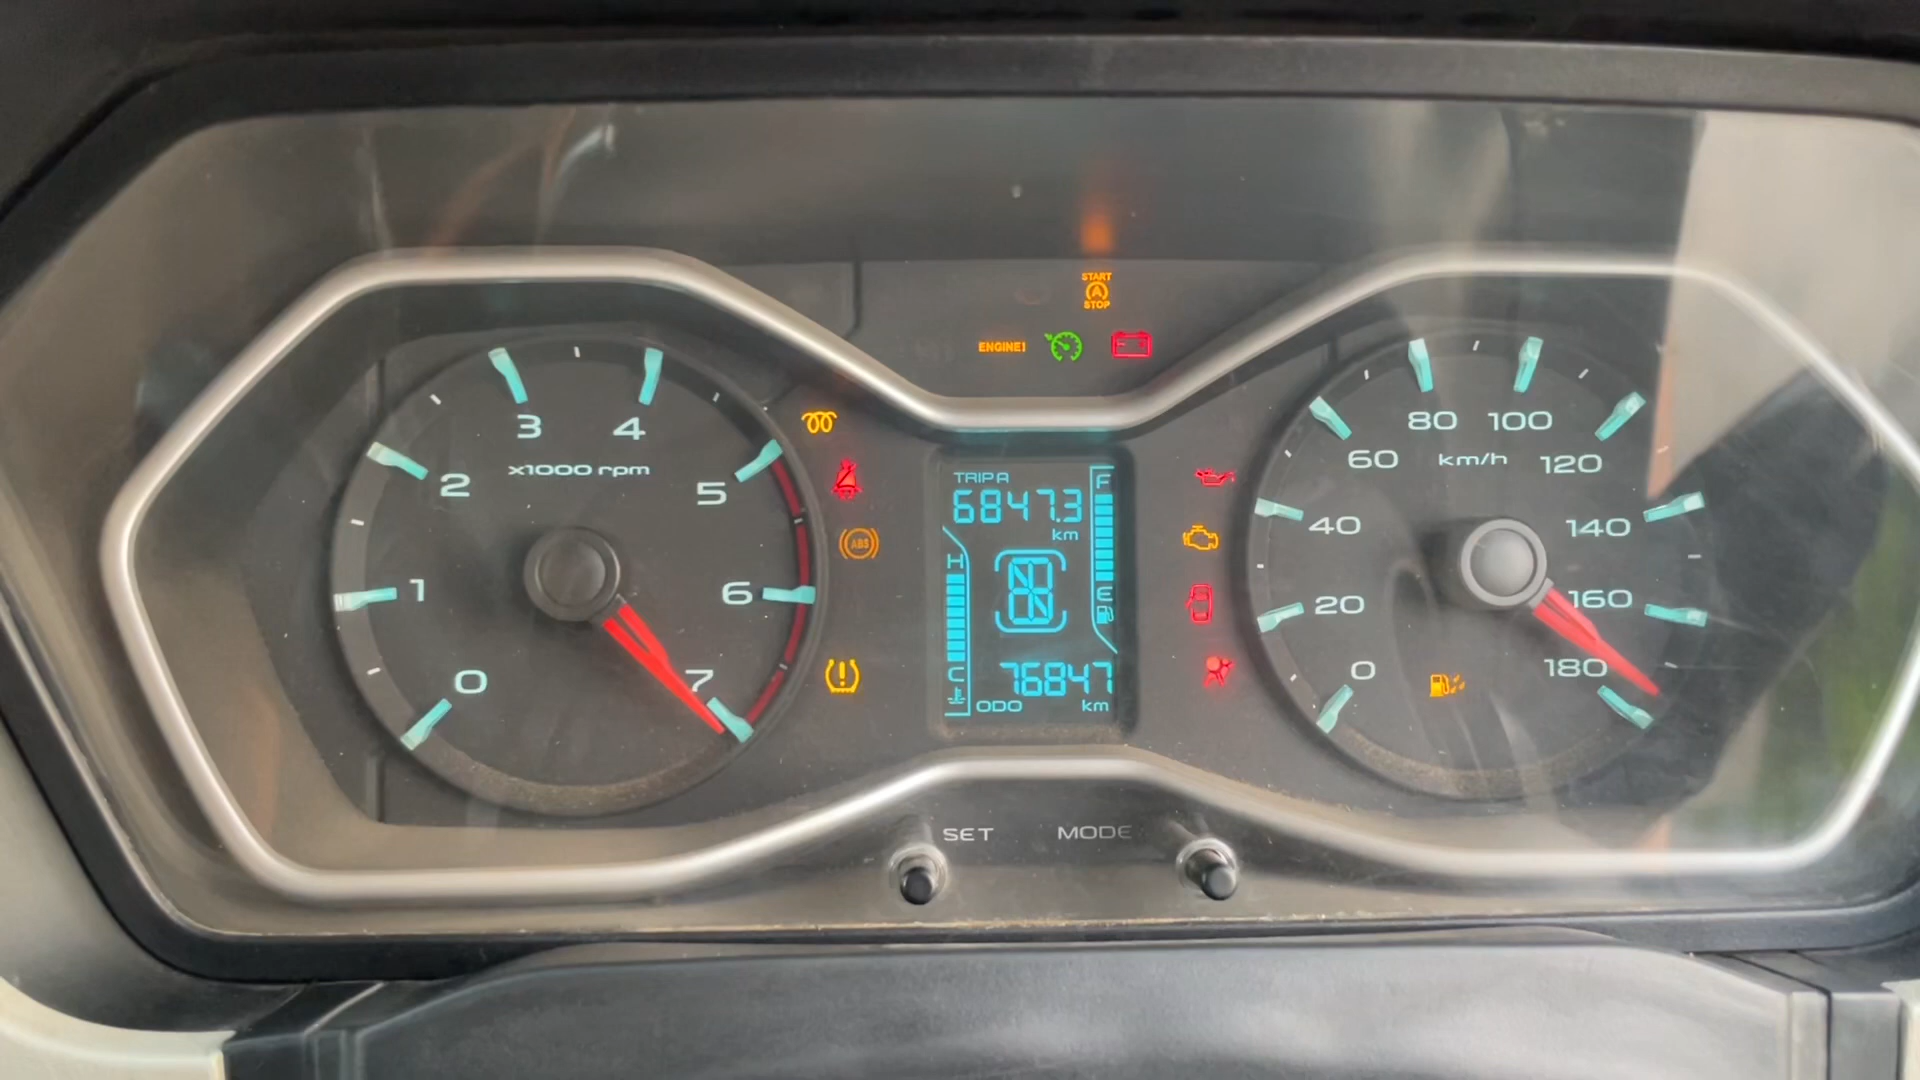 START
A
STOP
ENGINE!
0
1
2
3
4
5
6
7
x1000 rpm
ABS
TRIP A
6847.3
km
F
E
H
C
76847
ODO km
0
20
40
60
80
100
120
140
160
180
km/h
SET MODE